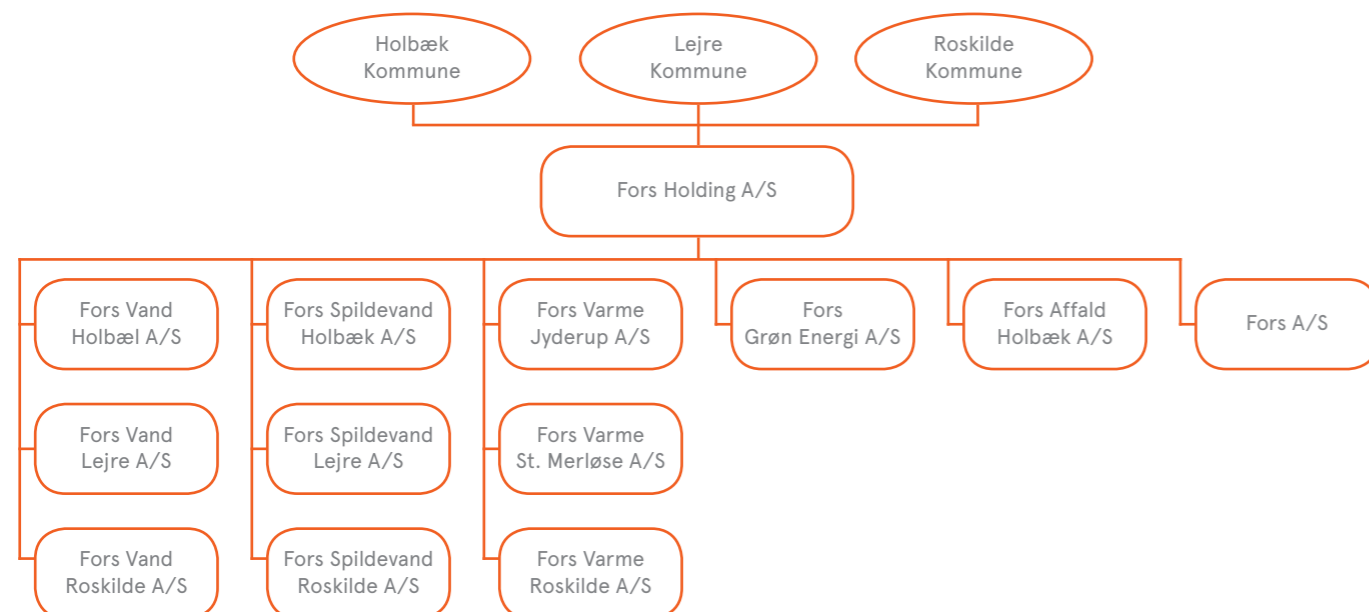 Holbæk
Kommune
Lejre
Kommune
Roskilde
Kommune
Fors Holding A/S
Fors Vand
Holbæl A/S
Fors Spildevand
Holbæk A/S
Fors Varme
Jyderup A/S
Fors
Grøn Energi A/S
Fors Affald
Holbæk A/S
Fors A/S
Fors Vand
Lejre A/S
Fors Spildevand
Lejre A/S
Fors Varme
St. Merløse A/S
Fors Vand
Roskilde A/S
Fors Spildevand
Roskilde A/S
Fors Varme
Roskilde A/S